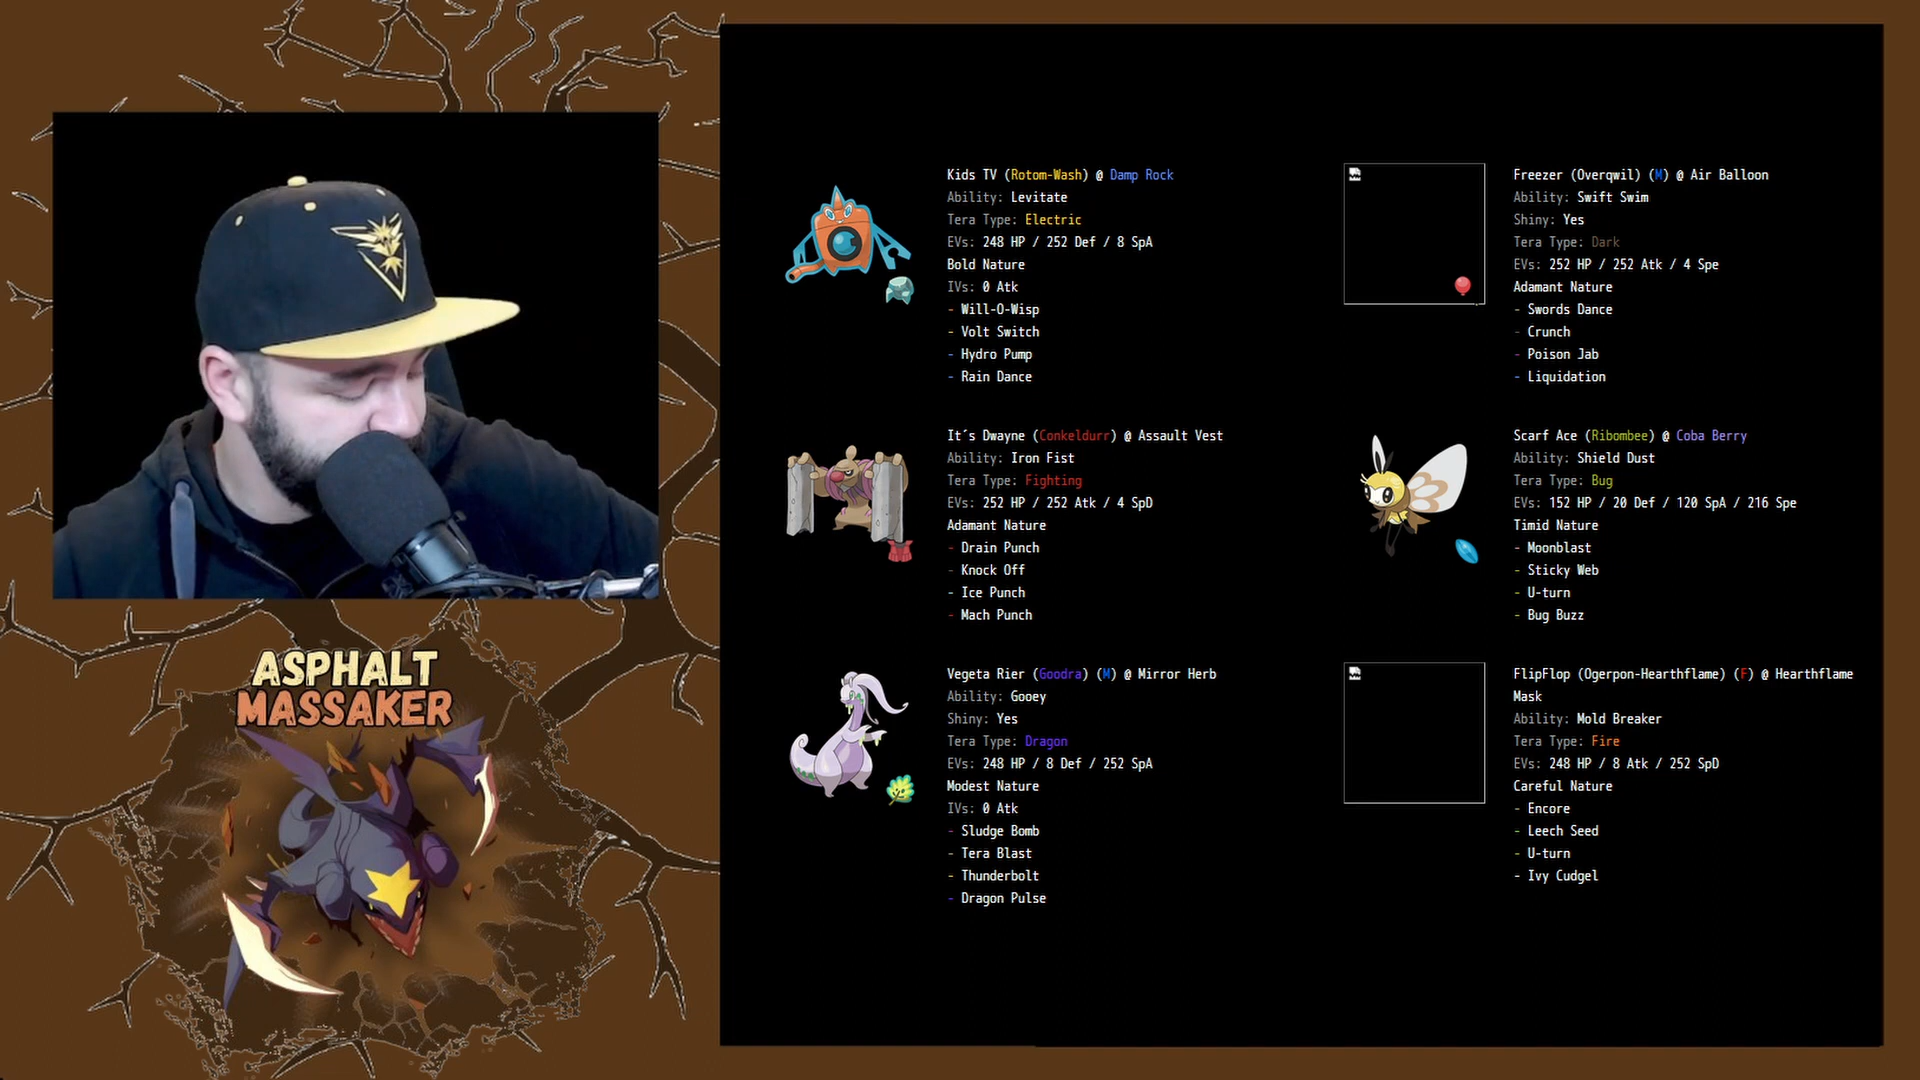 Kids TV (Rotom-Wash) @ Damp Rock
Ability: Levitate
Tera Type: Electric
EVs: 248 HP / 252 Def / 8 SpA
Bold Nature
IVs: 0 Atk
- Will-O-Wisp
- Volt Switch
- Hydro Pump
- Rain Dance
Freezer (Overqwil) (M) @ Air Balloon
Ability: Swift Swim
Shiny: Yes
Tera Type: Dark
EVs: 252 HP / 252 Atk / 4 Spe
Adamant Nature
- Swords Dance
- Crunch
- Poison Jab
- Liquidation
It´s Dwayne (Conkeldurr) @ Assault Vest
Ability: Iron Fist
Tera Type: Fighting
EVs: 252 HP / 252 Atk / 4 SpD
Adamant Nature
- Drain Punch
- Knock Off
- Ice Punch
- Mach Punch
Scarf Ace (Ribombee) @ Coba Berry
Ability: Shield Dust
Tera Type: Bug
EVs: 152 HP / 20 Def / 120 SpA / 216 Spe
Timid Nature
- Moonblast
- Sticky Web
- U-turn
- Bug Buzz
Vegeta Rier (Goodra) (M) @ Mirror Herb
Ability: Gooey
Shiny: Yes
Tera Type: Dragon
EVs: 248 HP / 8 Def / 252 SpA
Modest Nature
IVs: 0 Atk
- Sludge Bomb
- Tera Blast
- Thunderbolt
- Dragon Pulse
FlipFlop (Ogerpon-Hearthflame) (F) @ Hearthflame
Mask
Ability: Mold Breaker
Tera Type: Fire
EVs: 248 HP / 8 Atk / 252 SpD
Careful Nature
- Encore
- Leech Seed
- U-turn
- Ivy Cudgel
ASPHALT
MASSAKER